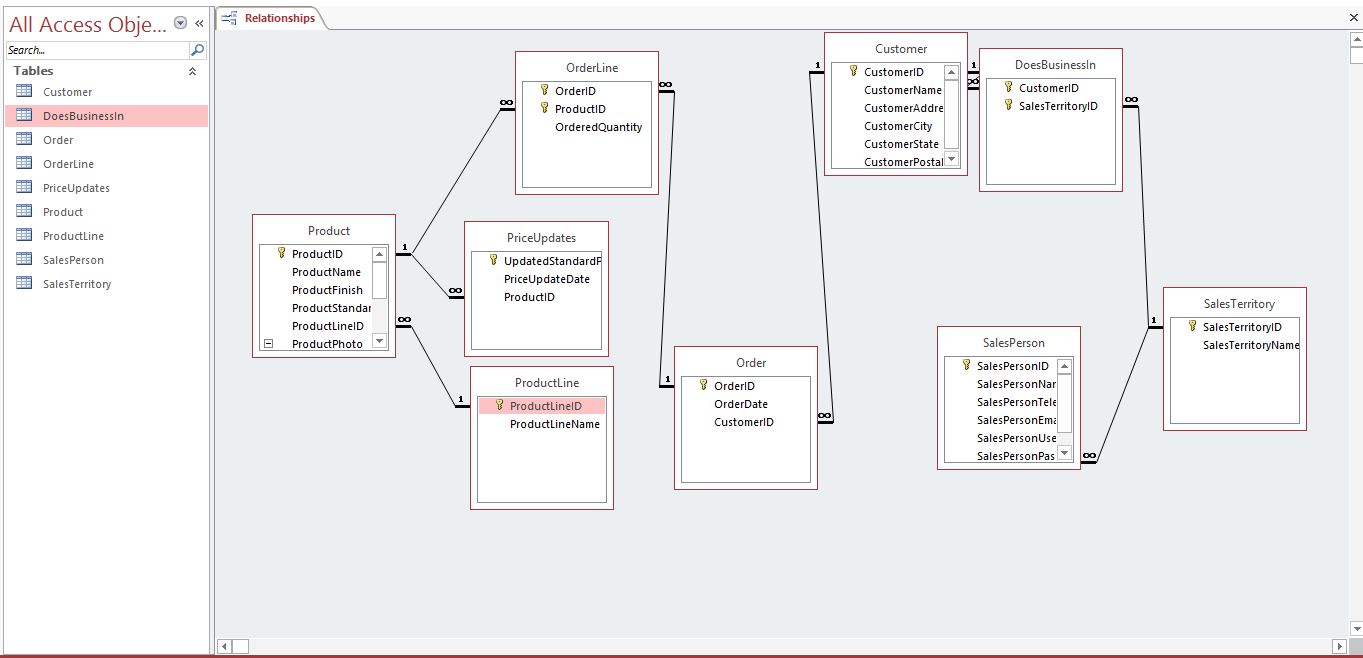 All Access Obje...
Search...
Tables
Customer
DoesBusinessIn
Order
OrderLine
PriceUpdates
Product
ProductLine
SalesPerson
SalesTerritory
Relationships
OrderLine
OrderID
ProductID
OrderedQuantity
Customer
CustomerID
CustomerName
CustomerAddre
CustomerCity
CustomerState
CustomerPostal
DoesBusinessIn
CustomerID
SalesTerritoryID
Product
ProductID
ProductName
ProductFinish
ProductStandar
ProductLineID
ProductPhoto
PriceUpdates
UpdatedStandardP
PriceUpdateDate
ProductID
ProductLine
ProductLineID
ProductLineName
Order
OrderID
OrderDate
CustomerID
SalesPerson
SalesPersonID
SalesPersonNar
SalesPersonTele
SalesPersonEma
SalesPersonUse
SalesPersonPas
SalesTerritory
SalesTerritoryID
SalesTerritoryName
∞
∞
1
∞
∞
1
1
∞
1
1
∞
∞
1
∞